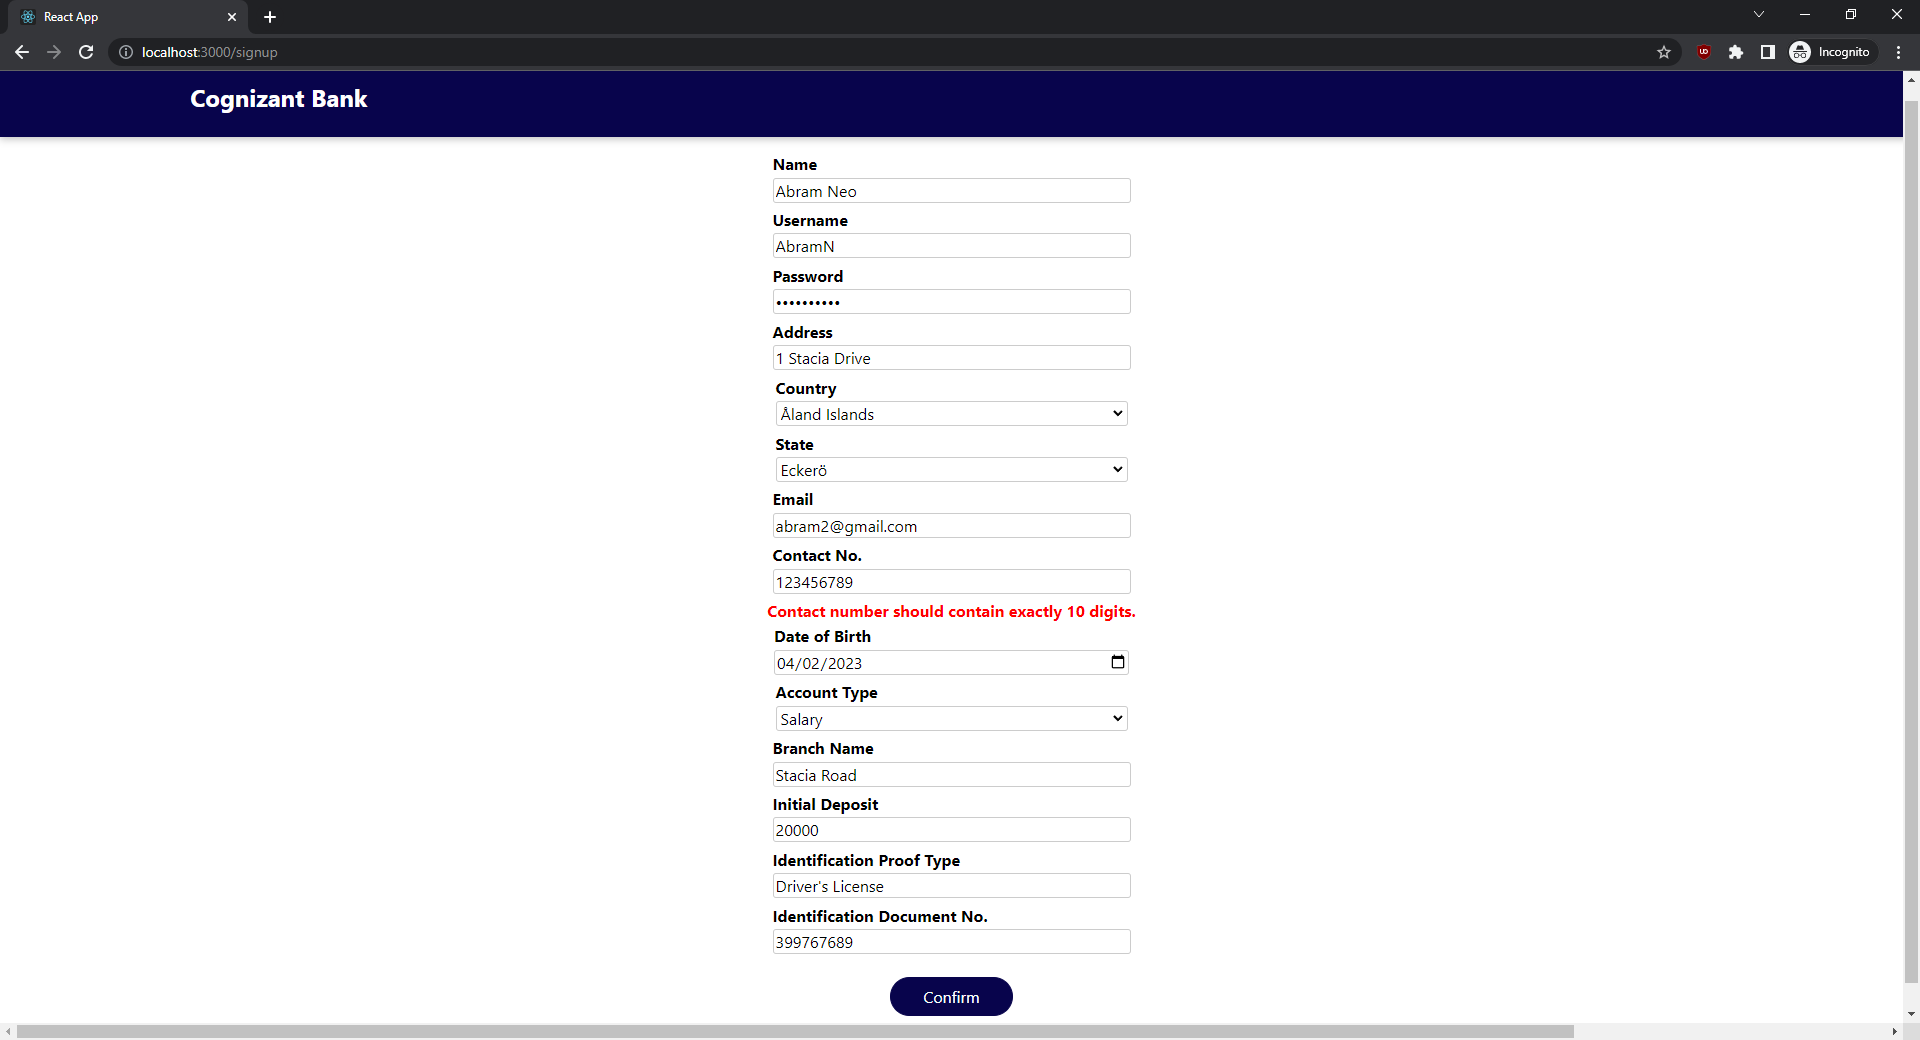 React App
localhost:3000/signup
Incognito
Cognizant Bank
Name
Abram Neo
Username
AbramN
Password
••••••••••
Address
1 Stacia Drive
Country
Åland Islands
State
Eckerö
Email
abram2@gmail.com
Contact No.
123456789
Contact number should contain exactly 10 digits.
Date of Birth
04/02/2023
Account Type
Salary
Branch Name
Stacia Road
Initial Deposit
20000
Identification Proof Type
Driver's License
Identification Document No.
399767689
Confirm